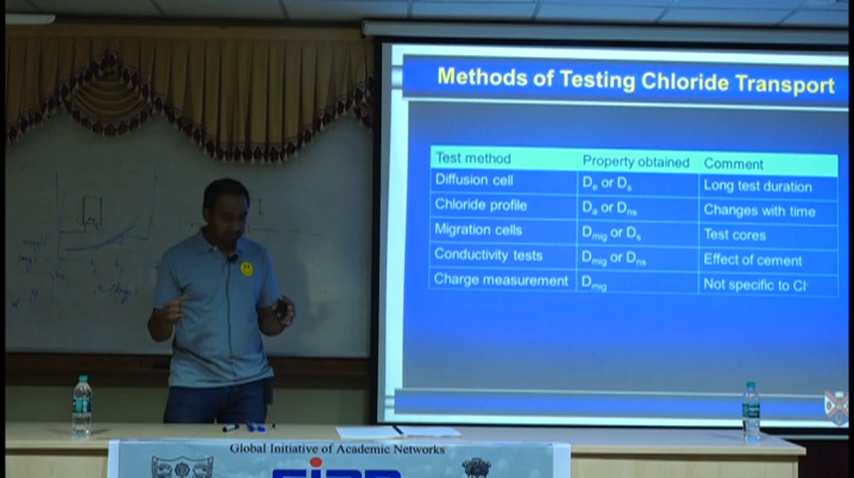 Methods of Testing Chloride Transport
Test method Property obtained Comment
Diffusion cell Dₑ or Dₛ Long test duration
Chloride profile Dₐ or Dₙₛ Changes with time
Migration cells Dmig or Dₛ Test cores
Conductivity tests Dmig or Dₙₛ Effect of cement
Charge measurement Dmig Not specific to Cl⁻
Global Initiative of Academic Networks